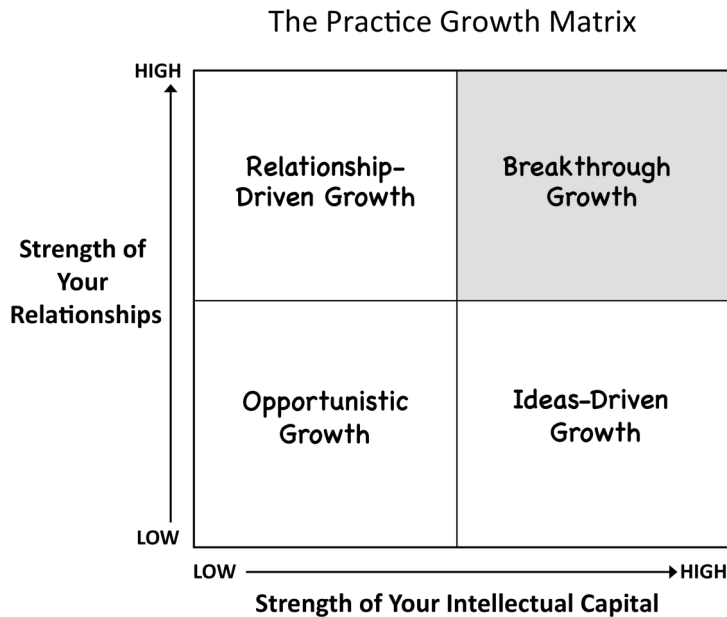 The Practice Growth Matrix
HIGH
Relationship-
Driven Growth
Breakthrough
Growth
Strength of
Your
Relationships
Opportunistic
Growth
Ideas-Driven
Growth
LOW
LOW
HIGH
Strength of Your Intellectual Capital